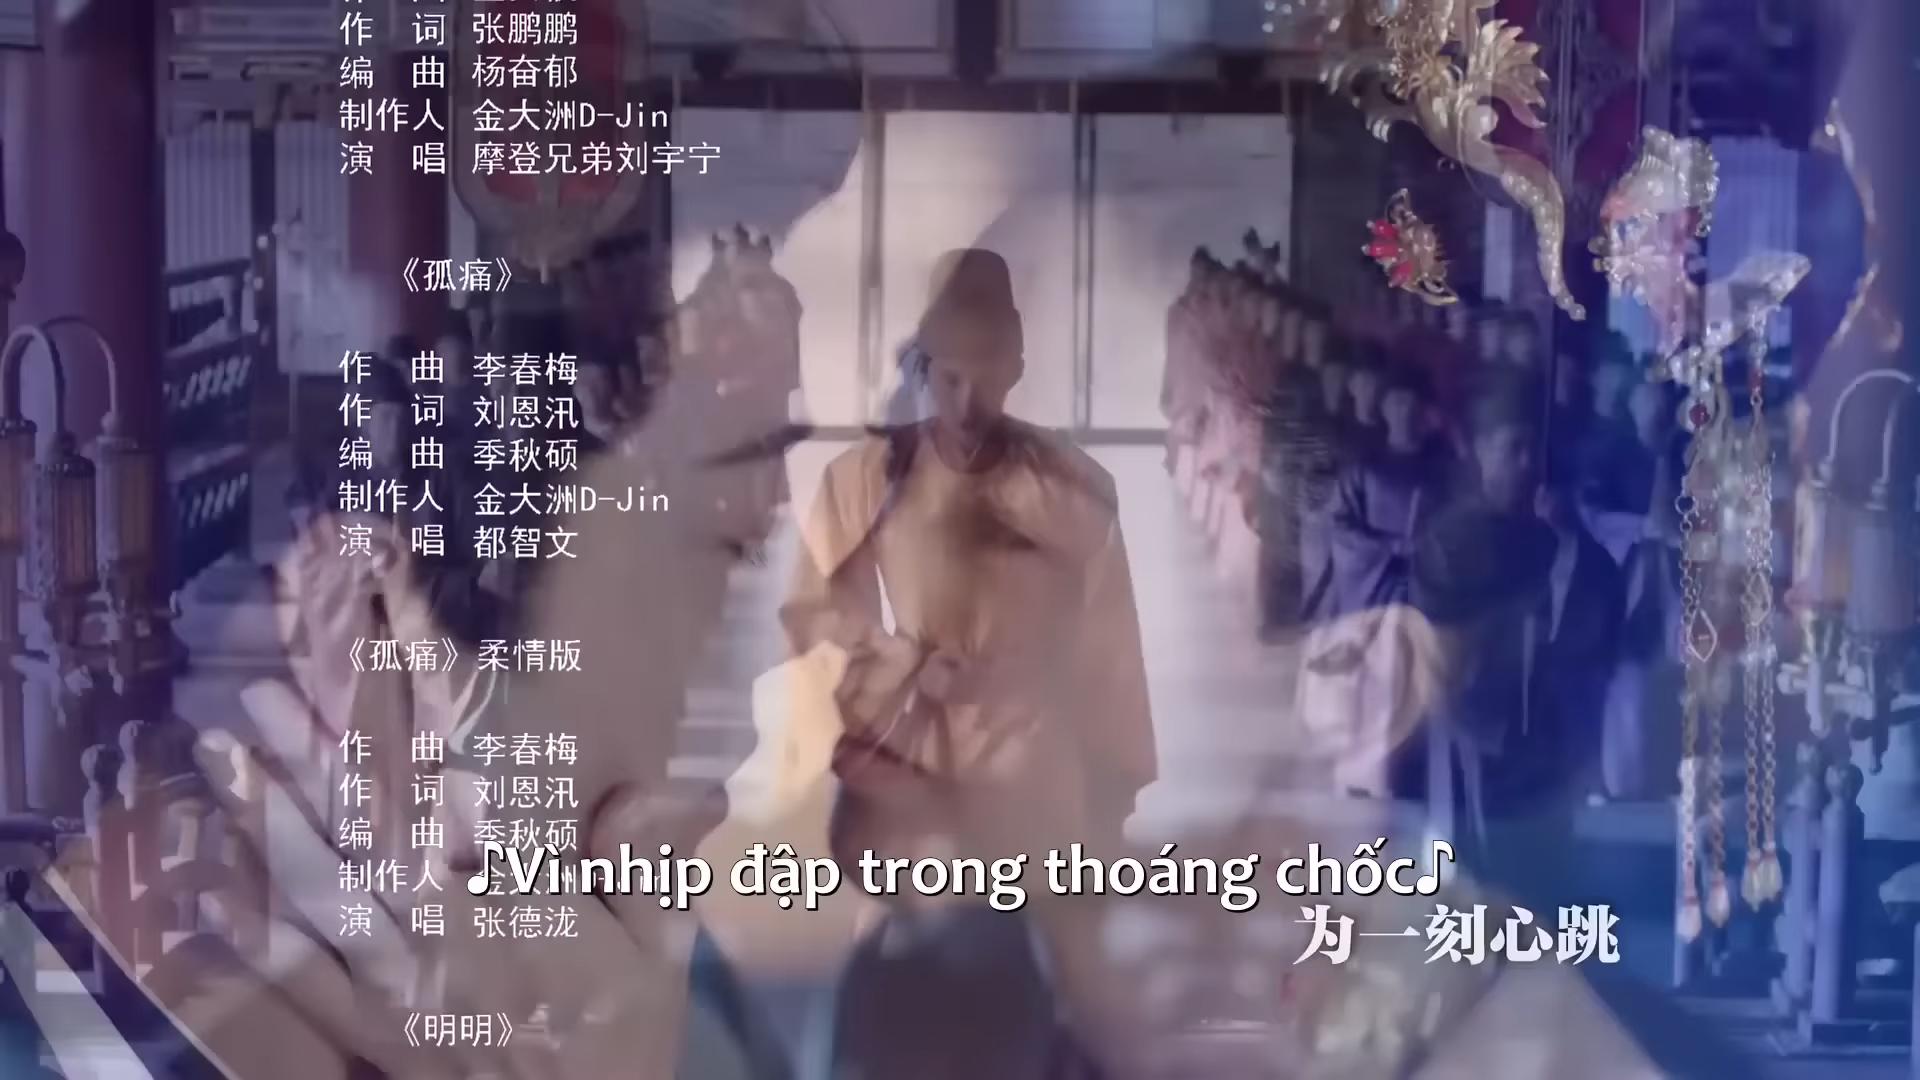 作 词 张鹏鹏
编 曲 杨奋郁
制作人 金大洲D-Jin
演 唱 摩登兄弟刘宇宁
《孤痛》
作 曲 李春梅
作 词 刘恩汛
编 曲 季秋硕
制作人 金大洲D-Jin
演 唱 都智文
《孤痛》柔情版
作 曲 李春梅
作 词 刘恩汛
编 曲 季秋硕
制作人
♪Vì nhịp đập trong thoáng chốc♪
演 唱 张德泷
为一刻心跳
《明明》